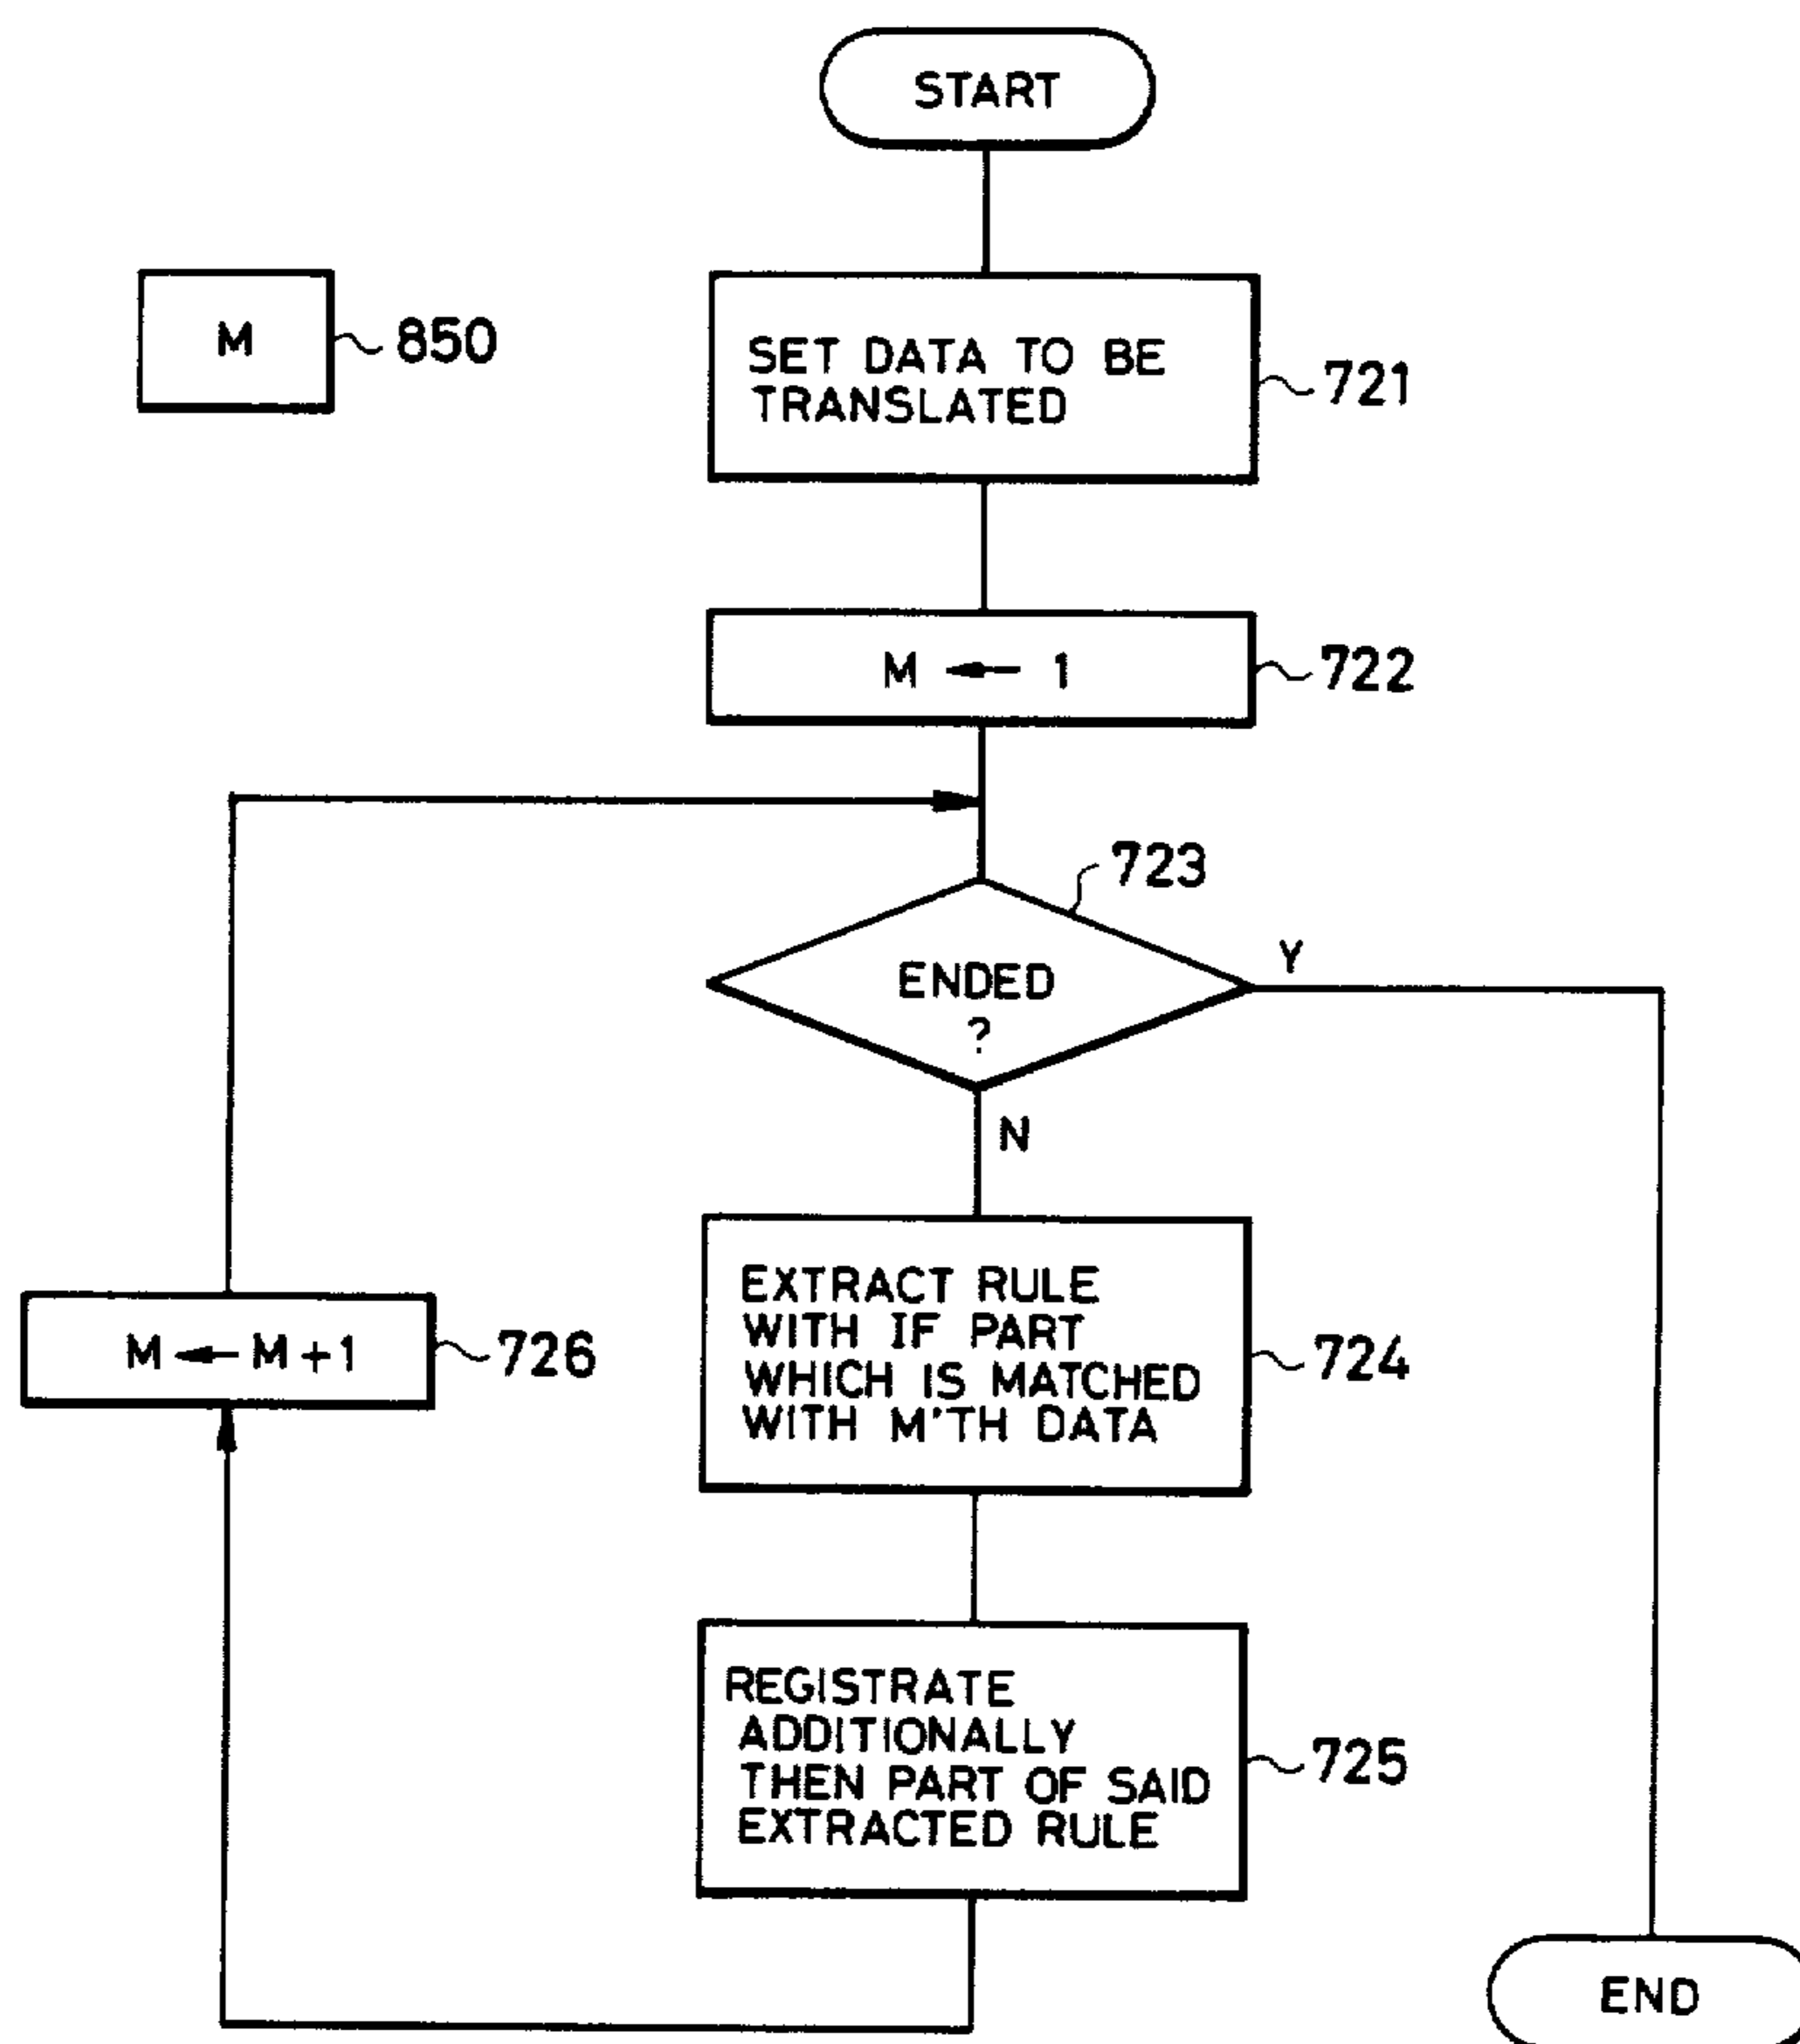 START
M
850
SET DATA TO BE
TRANSLATED
721
M ← 1
722
723
ENDED
?
Y
N
EXTRACT RULE
WITH IF PART
WHICH IS MATCHED
WITH M'TH DATA
724
M ← M+1
726
REGISTRATE
ADDITIONALLY
THEN PART OF SAID
EXTRACTED RULE
725
END